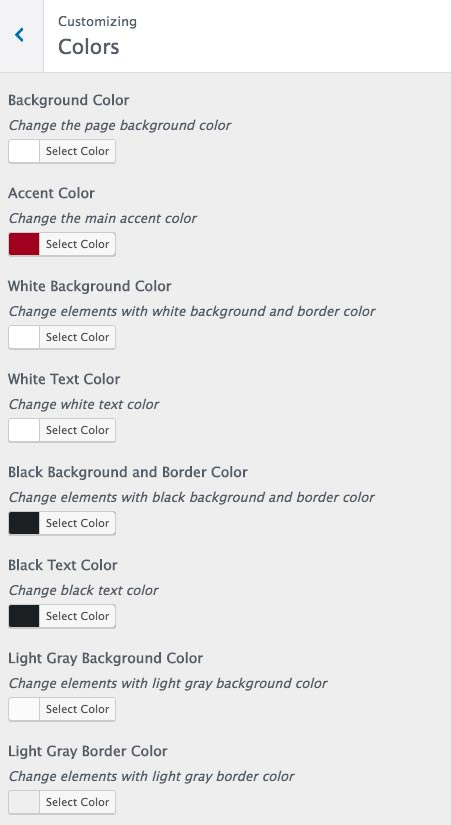 Customizing
Colors
Background Color
Change the page background color
Select Color
Accent Color
Change the main accent color
Select Color
White Background Color
Change elements with white background and border color
Select Color
White Text Color
Change white text color
Select Color
Black Background and Border Color
Change elements with black background and border color
Select Color
Black Text Color
Change black text color
Select Color
Light Gray Background Color
Change elements with light gray background color
Select Color
Light Gray Border Color
Change elements with light gray border color
Select Color